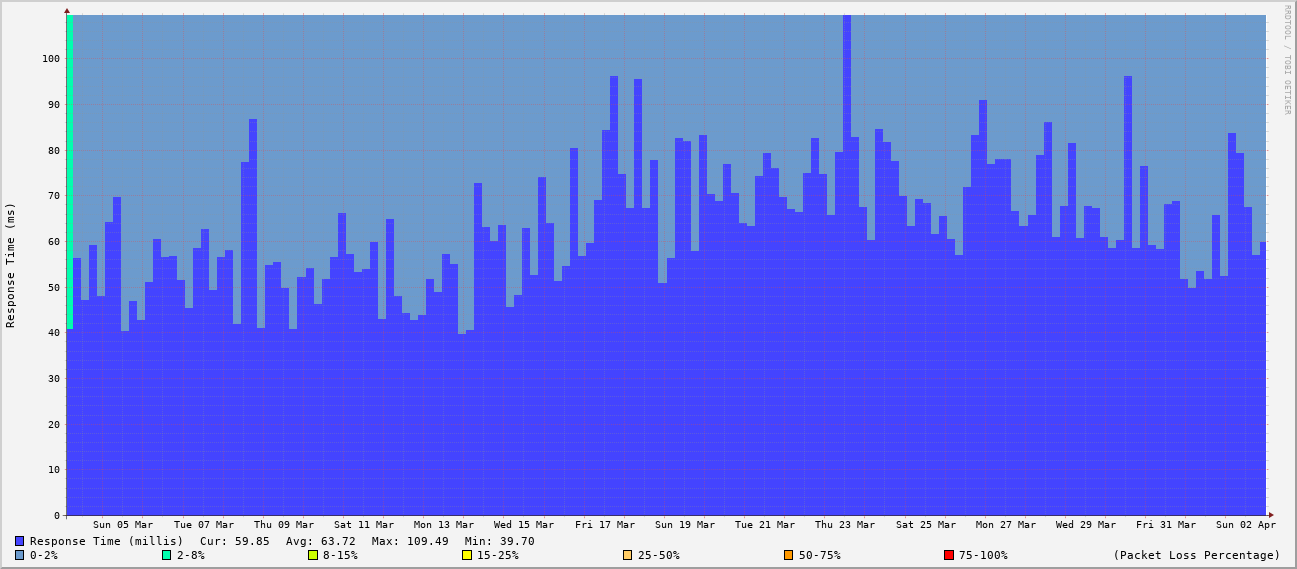 RRDTOOL / TOBI OETIKER
Response Time (ms)
100
90
80
70
60
50
40
30
20
10
0
Sun 05 Mar Tue 07 Mar Thu 09 Mar Sat 11 Mar Mon 13 Mar Wed 15 Mar Fri 17 Mar Sun 19 Mar Tue 21 Mar Thu 23 Mar Sat 25 Mar Mon 27 Mar Wed 29 Mar Fri 31 Mar Sun 02 Apr
Response Time (millis) Cur: 59.85 Avg: 63.72 Max: 109.49 Min: 39.70
0-2% 2-8% 8-15% 15-25% 25-50% 50-75% 75-100% (Packet Loss Percentage)